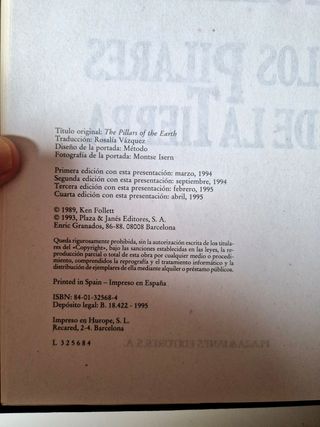 LOS PILARES
DE LA TIERRA
Título original: The Pillars of the Earth
Traducción: Rosalía Vázquez
Diseño de la portada: Método
Fotografía de la portada: Montse Isern
Primera edición con esta presentación: marzo, 1994
Segunda edición con esta presentación: septiembre, 1994
Tercera edición con esta presentación: febrero, 1995
Cuarta edición con esta presentación: abril, 1995
© 1989, Ken Follett
© 1993, Plaza & Janés Editores, S. A.
Enric Granados, 86-88. 08008 Barcelona
Queda rigurosamente prohibida, sin la autorización escrita de los titula-
res del «Copyright», bajo las sanciones establecidas en las leyes, la re-
producción parcial o total de esta obra por cualquier medio o procedi-
miento, comprendidos la reprografía y el tratamiento informático y la
distribución de ejemplares de ella mediante alquiler o préstamo públicos.
Printed in Spain – Impreso en España
ISBN: 84-01-32568-4
Depósito legal: B. 18.422 - 1995
Impreso en Hurope, S. L.
Recared, 2-4. Barcelona
L 325684
PLAZA & JANES EDITORES, S. A.